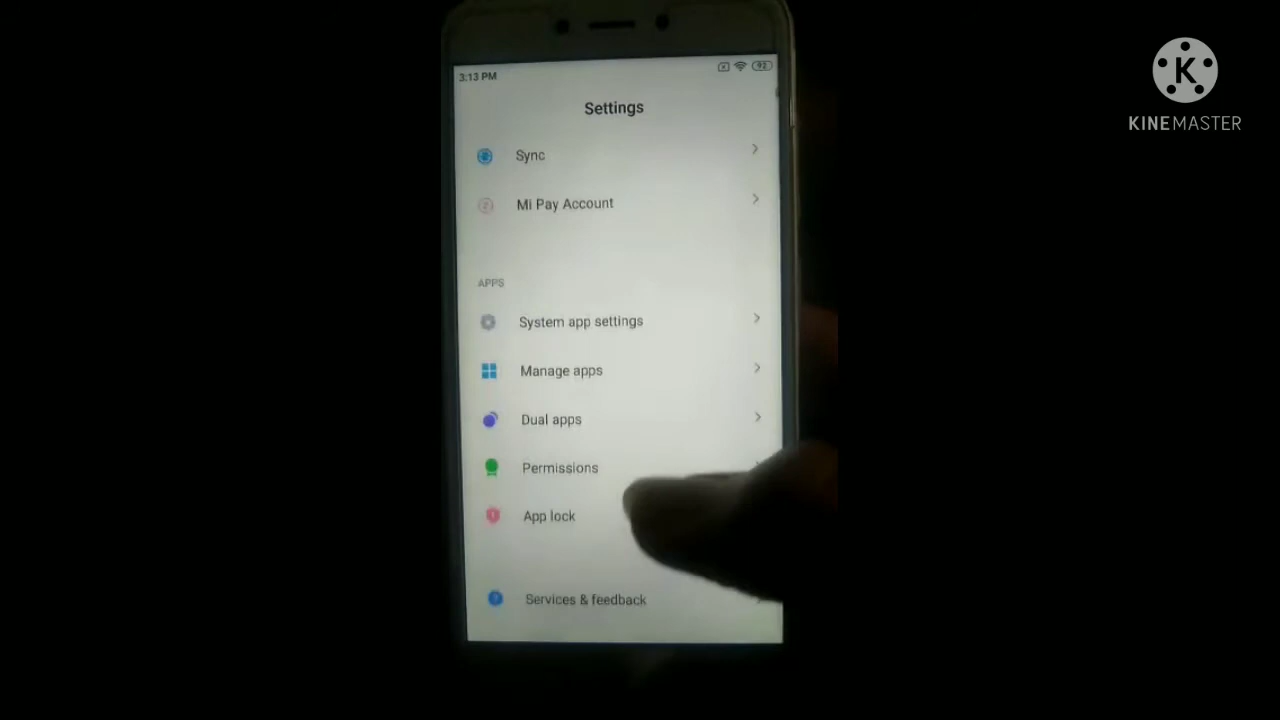 3:13 PM
92
Settings
Sync
Mi Pay Account
APPS
System app settings
Manage apps
Dual apps
Permissions
App lock
Services & feedback
K
KINEMASTER